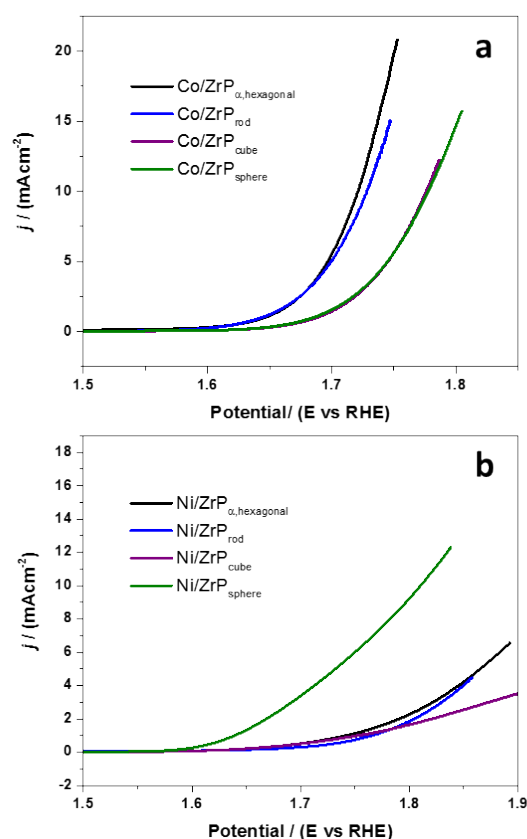 a
20
15
10
5
0
Co/ZrPα,hexagonal
Co/ZrProd
Co/ZrPcube
Co/ZrPsphere
j / (mAcm-2)
1.5 1.6 1.7 1.8
Potential/ (E vs RHE)
b
18
16
14
12
10
8
6
4
2
0
-2
Ni/ZrPα,hexagonal
Ni/ZrProd
Ni/ZrPcube
Ni/ZrPsphere
j / (mAcm-2)
1.5 1.6 1.7 1.8 1.9
Potential/ (E vs RHE)